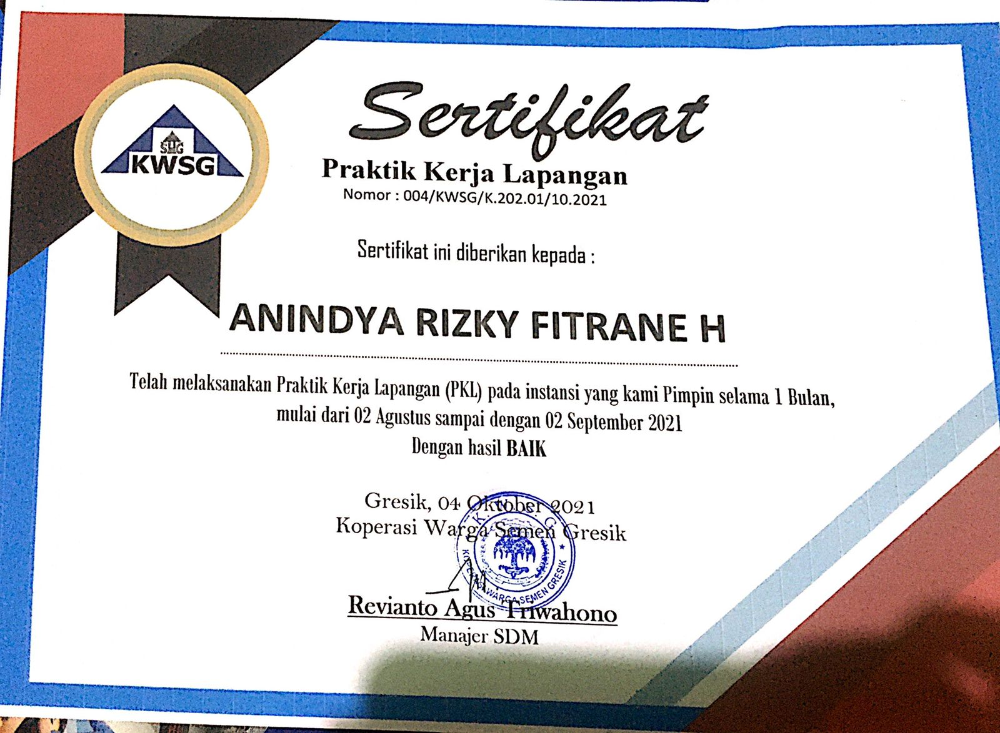 SHG
KWSG
Sertifikat
Praktik Kerja Lapangan
Nomor : 004/KWSG/K.202.01/10.2021
Sertifikat ini diberikan kepada :
ANINDYA RIZKY FITRANE H
Telah melaksanakan Praktik Kerja Lapangan (PKL) pada instansi yang kami Pimpin selama 1 Bulan,
mulai dari 02 Agustus sampai dengan 02 September 2021
Dengan hasil BAIK
Gresik, 04 Oktober 2021
Koperasi Warga Semen Gresik
K. W. S. G
KOPERASI WARGA SEMEN GRESIK
Revianto Agus Triwahono
Manajer SDM